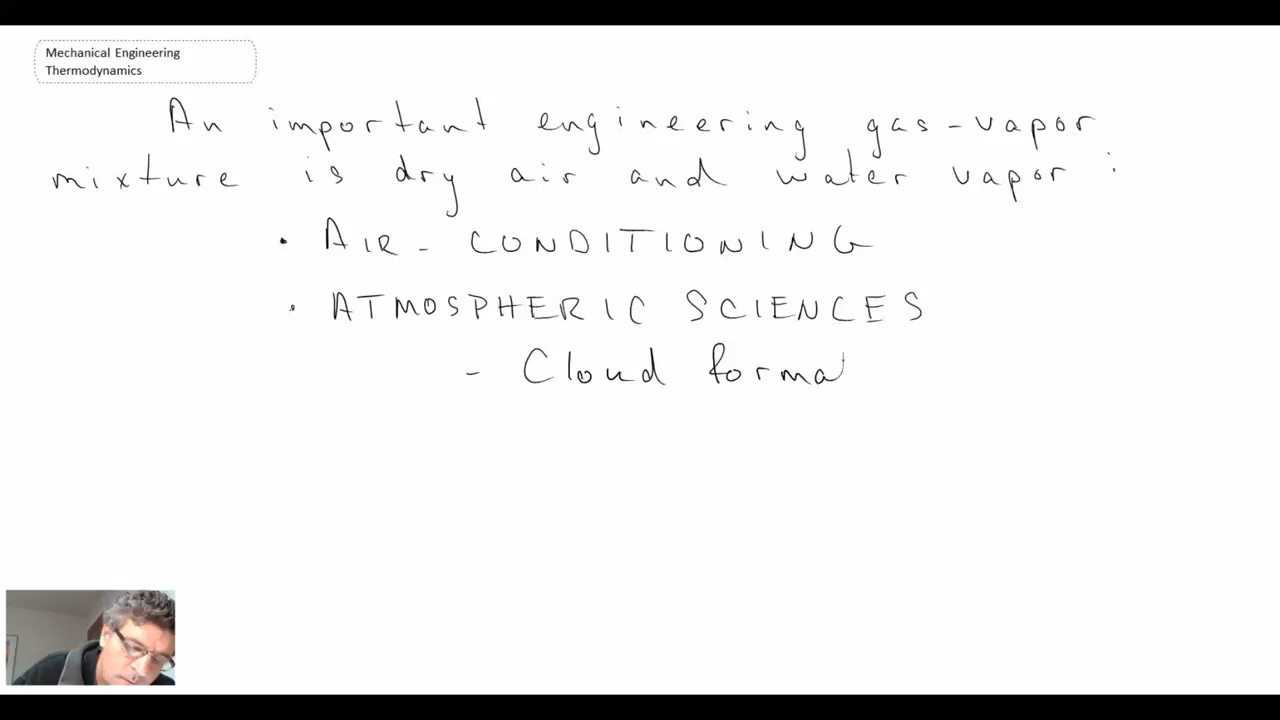 Mechanical Engineering
Thermodynamics
An important engineering gas-vapor
mixture is dry air and water vapor :
• AIR - CONDITIONING
• ATMOSPHERIC SCIENCES
- Cloud forma